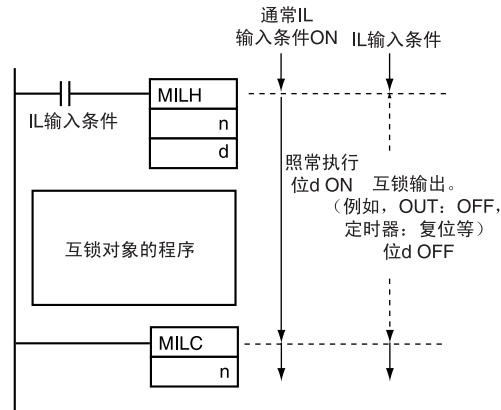 通常IL
输入条件ON
IL输入条件
MILH
n
d
IL输入条件
照常执行
位d ON
互锁输出。
（例如，OUT：OFF，
定时器：复位等）
位d OFF
互锁对象的程序
MILC
n